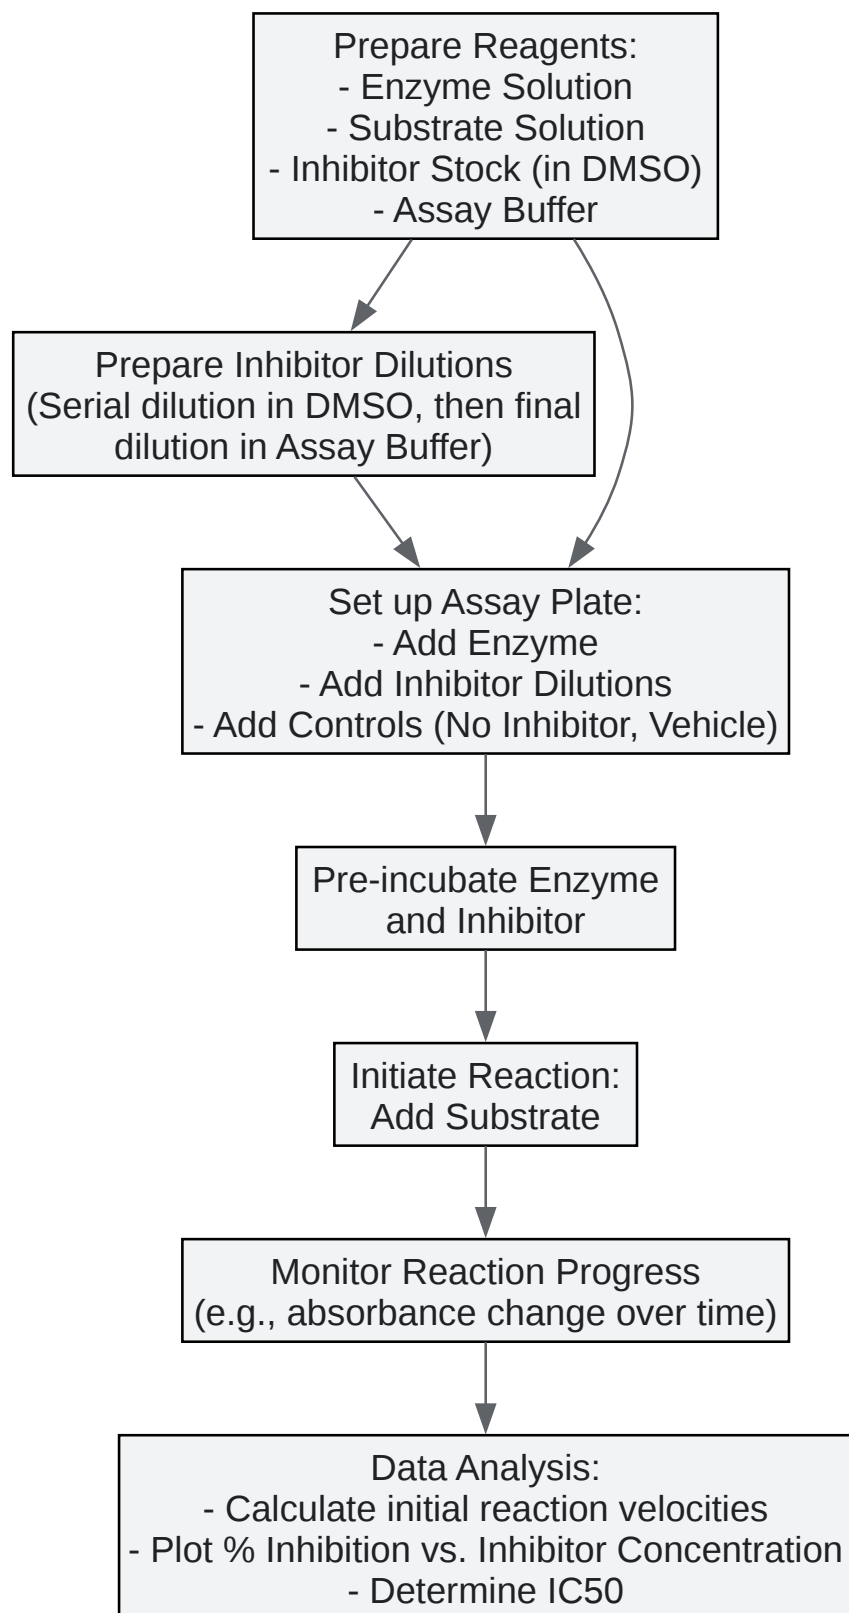 Prepare Reagents:
- Enzyme Solution
- Substrate Solution
- Inhibitor Stock (in DMSO)
- Assay Buffer
Prepare Inhibitor Dilutions
(Serial dilution in DMSO, then final
dilution in Assay Buffer)
Set up Assay Plate:
- Add Enzyme
- Add Inhibitor Dilutions
- Add Controls (No Inhibitor, Vehicle)
Pre-incubate Enzyme
and Inhibitor
Initiate Reaction:
Add Substrate
Monitor Reaction Progress
(e.g., absorbance change over time)
Data Analysis:
- Calculate initial reaction velocities
- Plot % Inhibition vs. Inhibitor Concentration
- Determine IC50